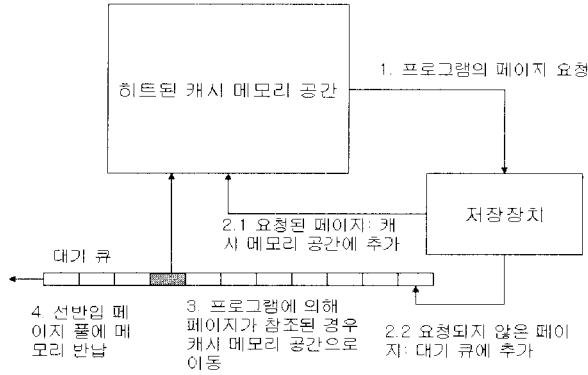 히트된 캐시 메모리 공간
1. 프로그램의 페이지 요청
저장장치
2.1 요청된 페이지: 캐
시 메모리 공간에 추가
대기 큐
4. 선반입 페
이지 풀에 메
모리 반납
3. 프로그램에 의해
페이지가 참조된 경우
캐시 메모리 공간으로
이동
2.2 요청되지 않은 페이
지: 대기 큐에 추가